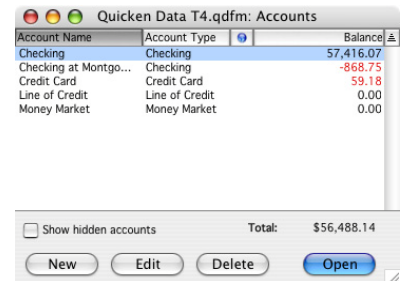 Quicken Data T4.qdfm: Accounts
Account Name Account Type Balance
Checking Checking 57,416.07
Checking at Montgo... Checking -868.75
Credit Card Credit Card 59.18
Line of Credit Line of Credit 0.00
Money Market Money Market 0.00
Show hidden accounts Total: $56,488.14
New Edit Delete Open